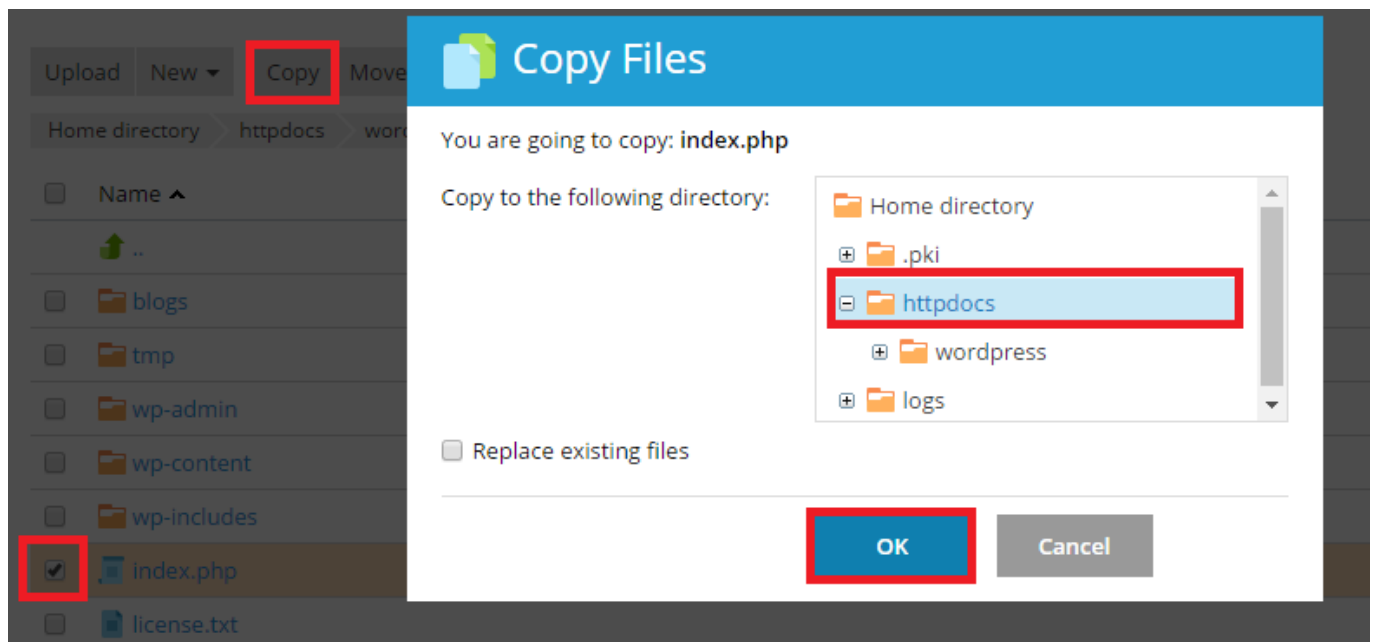 Copy Files
Upload New Copy Move
Home directory httpdocs
You are going to copy: index.php
Name
Copy to the following directory:
Home directory
..
.pki
blogs
httpdocs
tmp
wordpress
wp-admin
logs
wp-content
Replace existing files
wp-includes
OK Cancel
index.php
license.txt